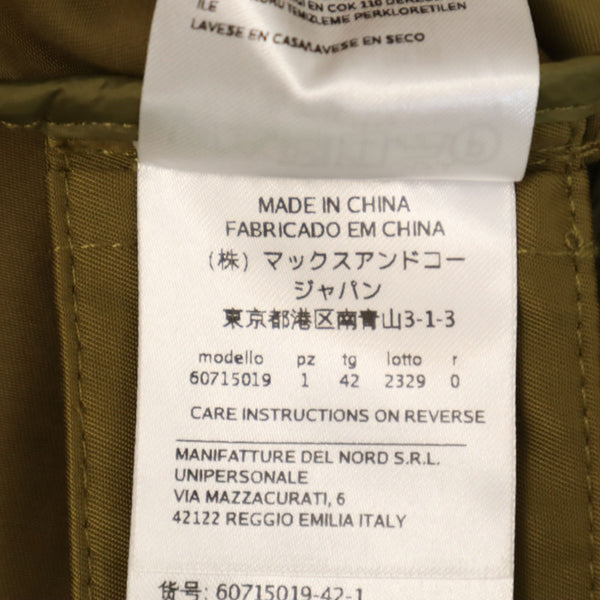 ILE
LAVESE EN CASALAVESE EN SECO
MADE IN CHINA
FABRICADO EM CHINA
(株) マックスアンドコー
ジャパン
東京都港区南青山3-1-3
modello pz tg lotto r
60715019 1 42 2329 0
CARE INSTRUCTIONS ON REVERSE
MANIFATTURE DEL NORD S.R.L.
UNIPERSONALE
VIA MAZZACURATI, 6
42122 REGGIO EMILIA ITALY
货号: 60715019-42-1